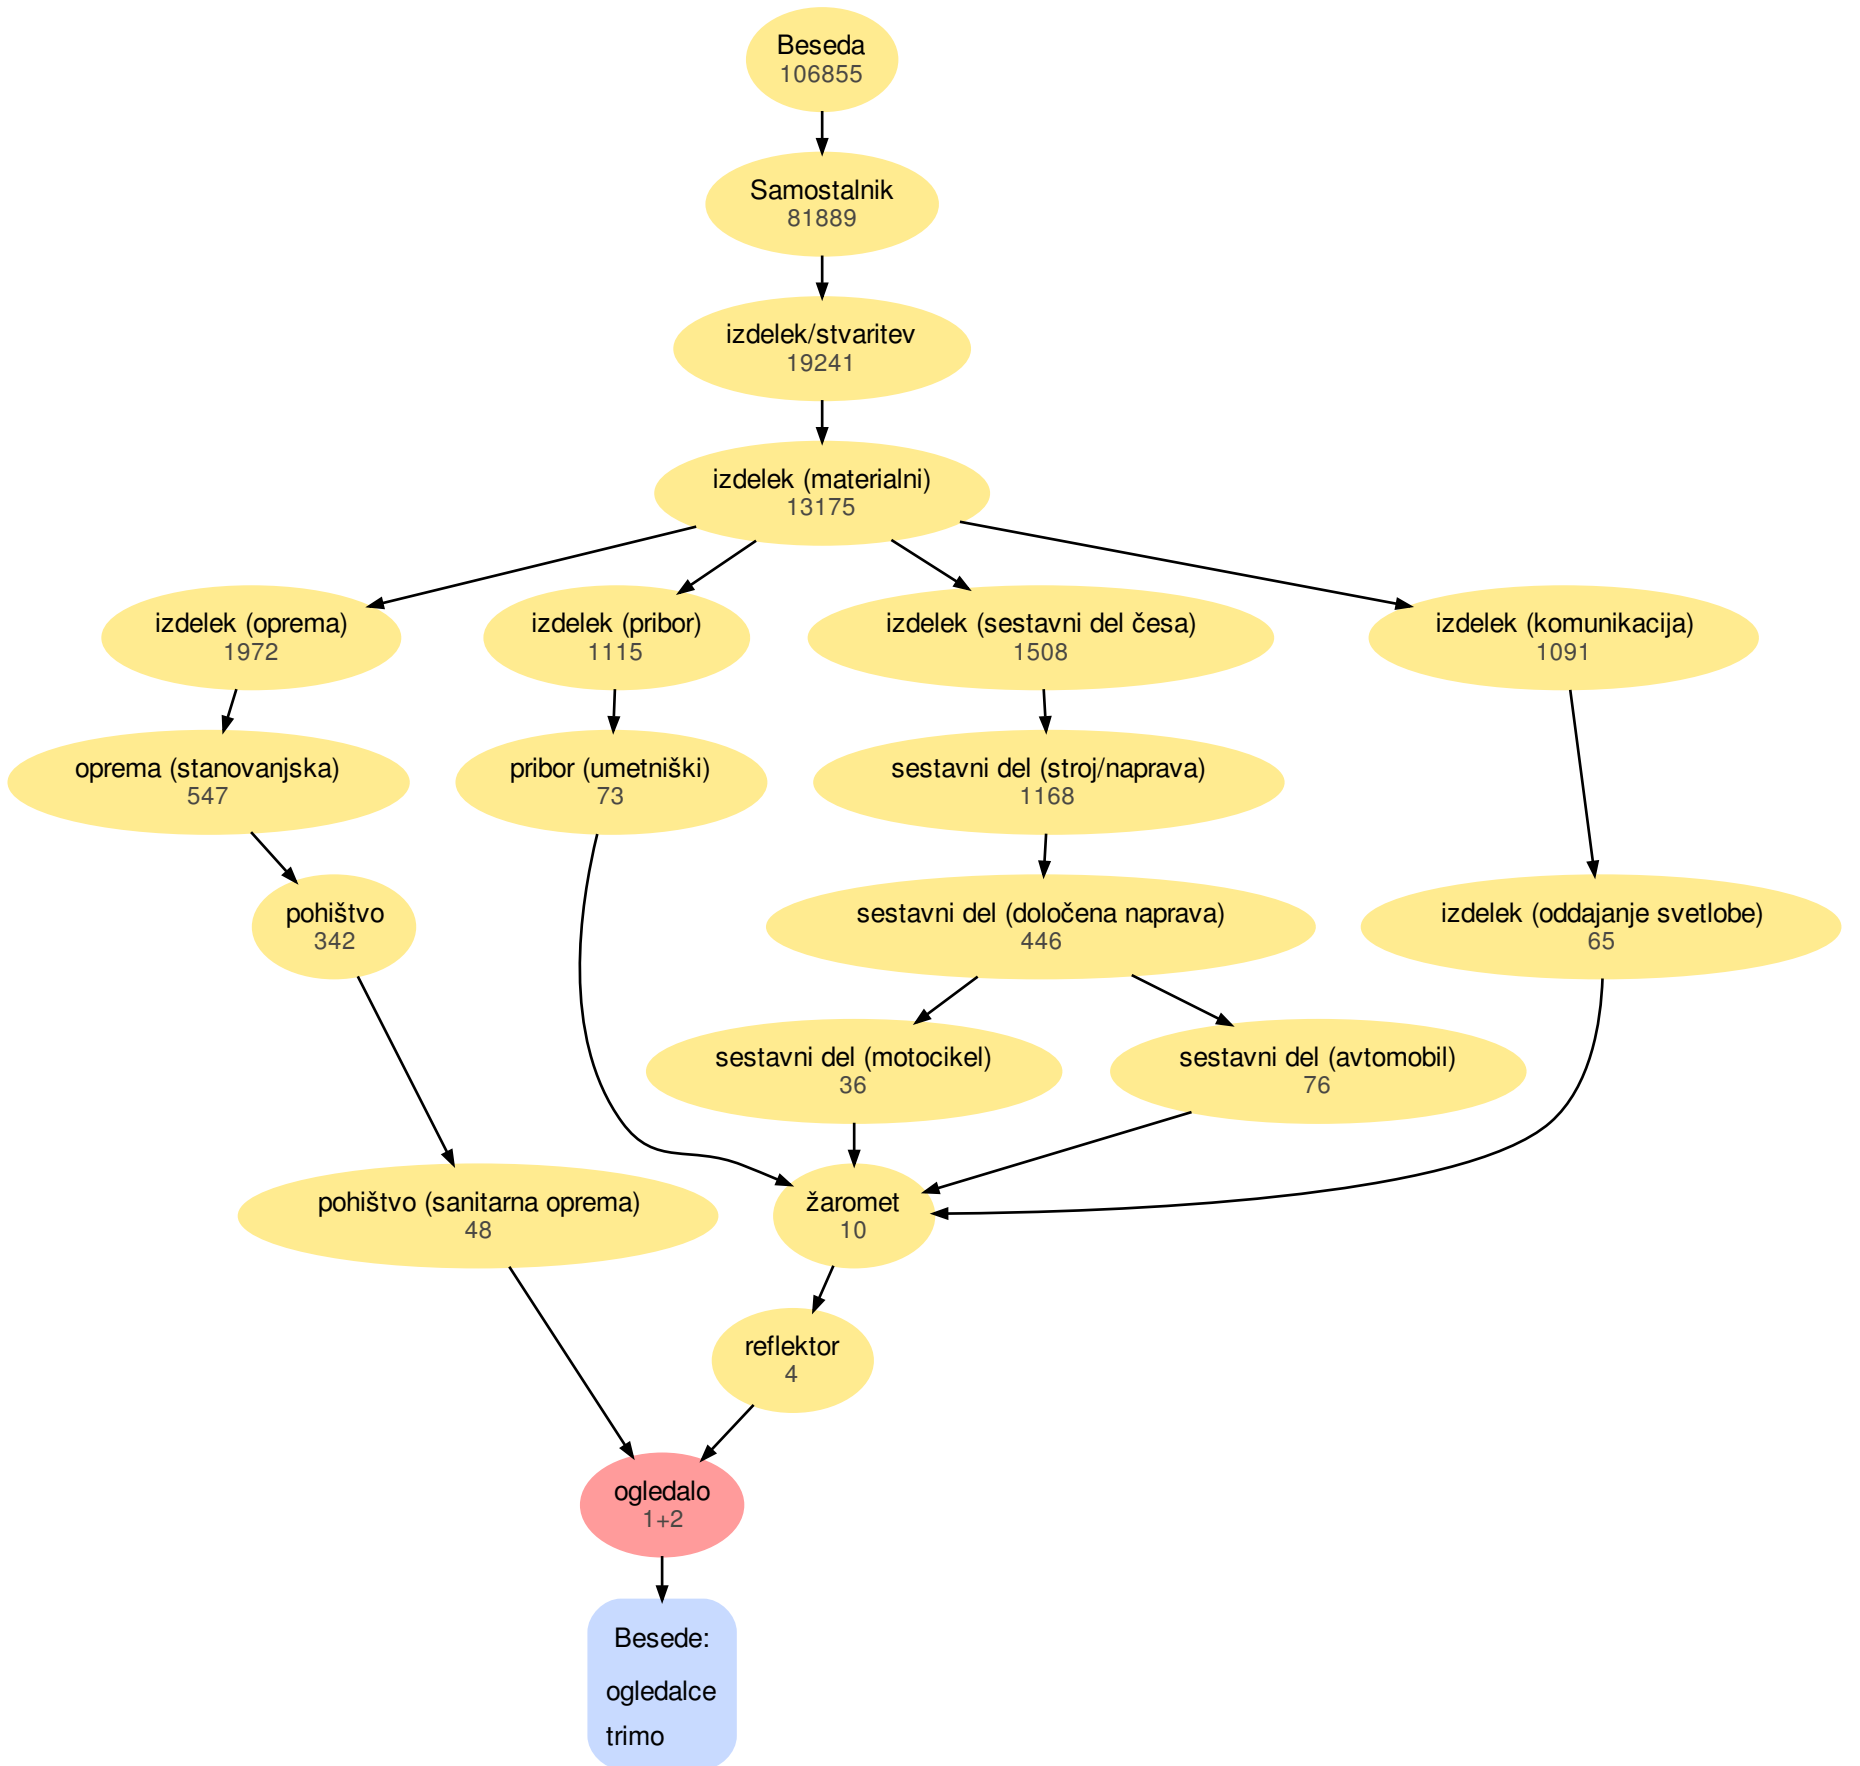 Beseda
106855
Samostalnik
81889
izdelek/stvaritev
19241
izdelek (materialni)
13175
izdelek (oprema)
1972
izdelek (pribor)
1115
izdelek (sestavni del česa)
1508
izdelek (komunikacija)
1091
oprema (stanovanjska)
547
pribor (umetniški)
73
sestavni del (stroj/naprava)
1168
pohištvo
342
sestavni del (določena naprava)
446
izdelek (oddajanje svetlobe)
65
sestavni del (motocikel)
36
sestavni del (avtomobil)
76
pohištvo (sanitarna oprema)
48
žaromet
10
reflektor
4
ogledalo
1+2
Besede:
ogledalce
trimo